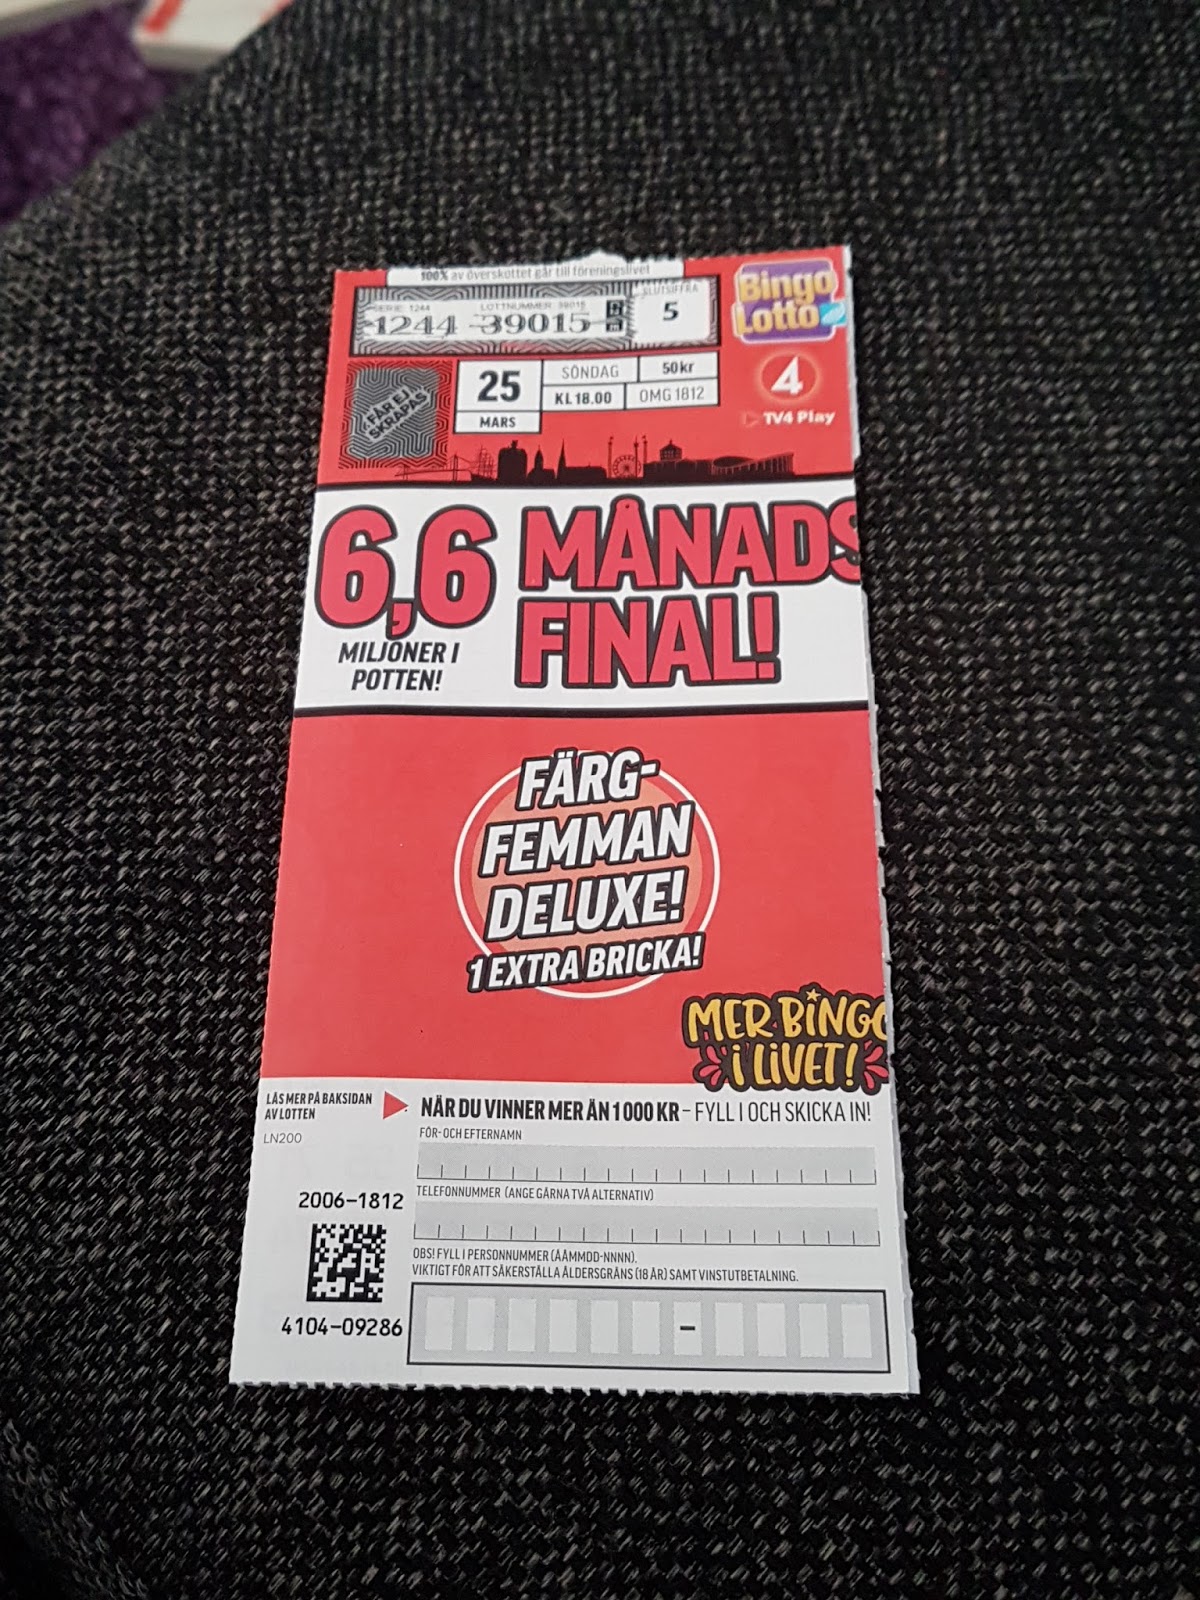 100% av överskottet går till föreningslivet
SERIE: 1244 LOTTNUMMER: 39015
1244 39015
SLUTSIFFRA
5
Bingo
Lotto
FÅR EJ
SKRAPAS
25
MARS
SÖNDAG
50 kr
KL 18.00
OMG 1812
4
TV4 Play
6,6
MILJONER I
POTTEN!
MÅNADS
FINAL!
FÄRG-
FEMMAN
DELUXE!
1 EXTRA BRICKA!
MER BINGO
i LIVET!
LÄS MER PÅ BAKSIDAN
AV LOTTEN
NÄR DU VINNER MER ÄN 1 000 KR – FYLL I OCH SKICKA IN!
LN200
FÖR- OCH EFTERNAMN
TELEFONNUMMER (ANGE GÄRNA TVÅ ALTERNATIV)
2006-1812
OBS! FYLL I PERSONNUMMER (ÅÅMMDD-NNNN),
VIKTIGT FÖR ATT SÄKERSTÄLLA ÅLDERSGRÄNS (18 ÅR) SAMT VINSTUTBETALNING.
4104-09286
–